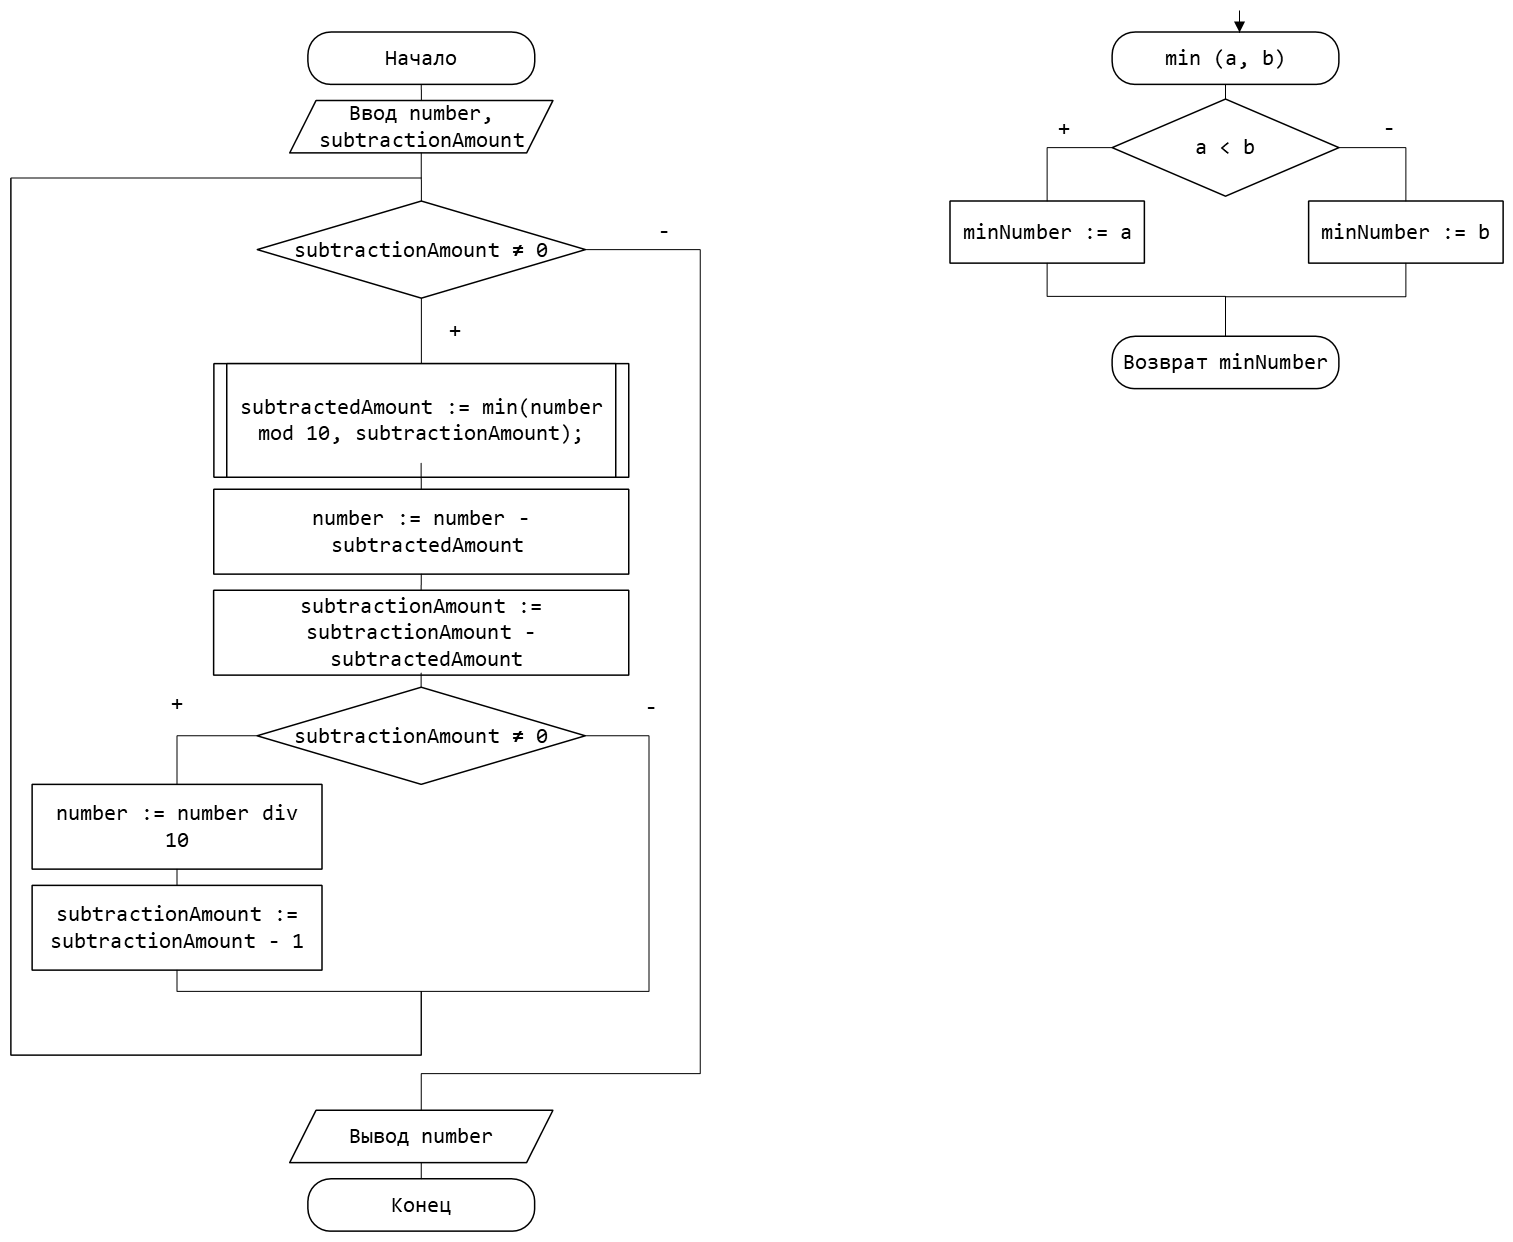 Начало
Ввод number,
subtractionAmount
subtractionAmount ≠ 0
-
+
subtractedAmount := min(number
mod 10, subtractionAmount);
number := number -
subtractedAmount
subtractionAmount :=
subtractionAmount -
subtractedAmount
+
-
subtractionAmount ≠ 0
number := number div
10
subtractionAmount :=
subtractionAmount - 1
Вывод number
Конец
min (a, b)
+
-
a < b
minNumber := a
minNumber := b
Возврат minNumber